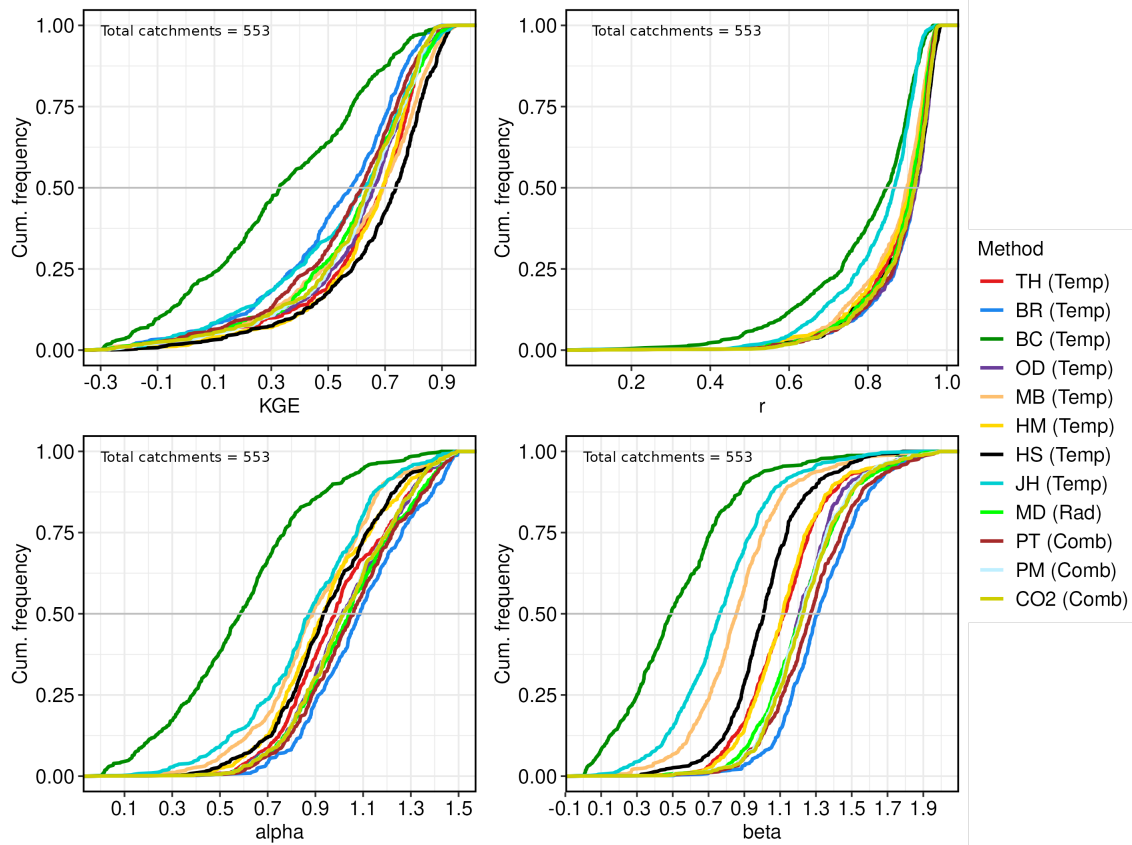 Total catchments = 553
1.00
0.75
0.50
0.25
0.00
Cum. frequency
-0.3 -0.1 0.1 0.3 0.5 0.7 0.9
KGE
Total catchments = 553
1.00
0.75
0.50
0.25
0.00
Cum. frequency
0.2 0.4 0.6 0.8 1.0
r
Total catchments = 553
1.00
0.75
0.50
0.25
0.00
Cum. frequency
0.1 0.3 0.5 0.7 0.9 1.1 1.3 1.5
alpha
Total catchments = 553
1.00
0.75
0.50
0.25
0.00
Cum. frequency
-0.1 0.1 0.3 0.5 0.7 0.9 1.1 1.3 1.5 1.7 1.9
beta
Method
TH (Temp)
BR (Temp)
BC (Temp)
OD (Temp)
MB (Temp)
HM (Temp)
HS (Temp)
JH (Temp)
MD (Rad)
PT (Comb)
PM (Comb)
CO2 (Comb)